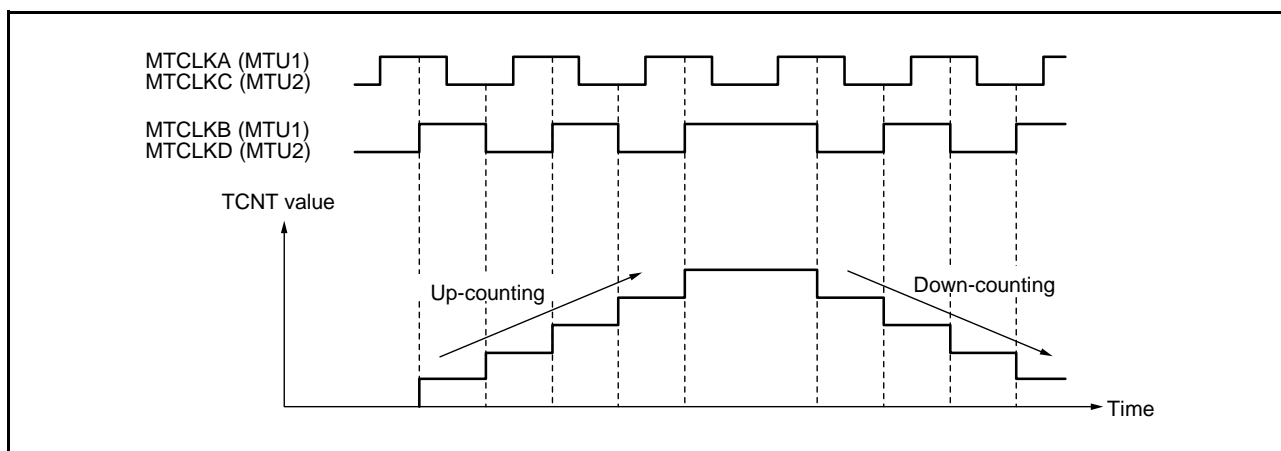 MTCLKA (MTU1)
MTCLKC (MTU2)
MTCLKB (MTU1)
MTCLKD (MTU2)
TCNT value
Up-counting
Down-counting
Time